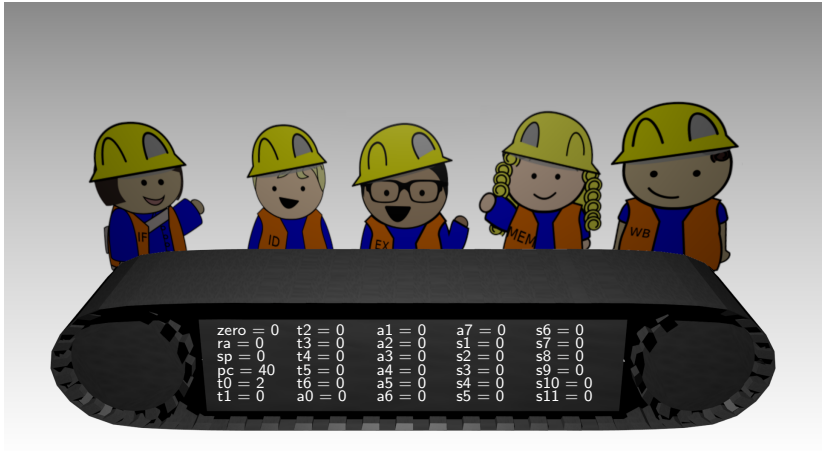 IF
ID
EX
MEM
WB
zero = 0 t2 = 0 a1 = 0 a7 = 0 s6 = 0
ra = 0 t3 = 0 a2 = 0 s1 = 0 s7 = 0
sp = 0 t4 = 0 a3 = 0 s2 = 0 s8 = 0
pc = 40 t5 = 0 a4 = 0 s3 = 0 s9 = 0
t0 = 2 t6 = 0 a5 = 0 s4 = 0 s10 = 0
t1 = 0 a0 = 0 a6 = 0 s5 = 0 s11 = 0